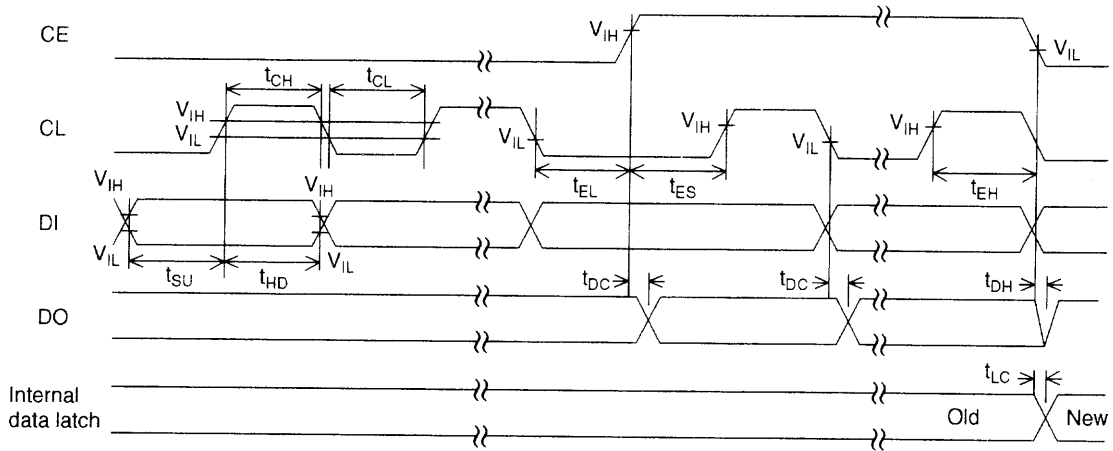 CE
V_IH
V_IL
t_CH
t_CL
CL
V_IH
V_IL
V_IL
V_IH
V_IL
V_IH
t_EL
t_ES
t_EH
DI
V_IH
V_IH
V_IL
V_IL
t_SU
t_HD
t_DC
t_DC
t_DH
DO
t_LC
Internal
data latch
Old
New